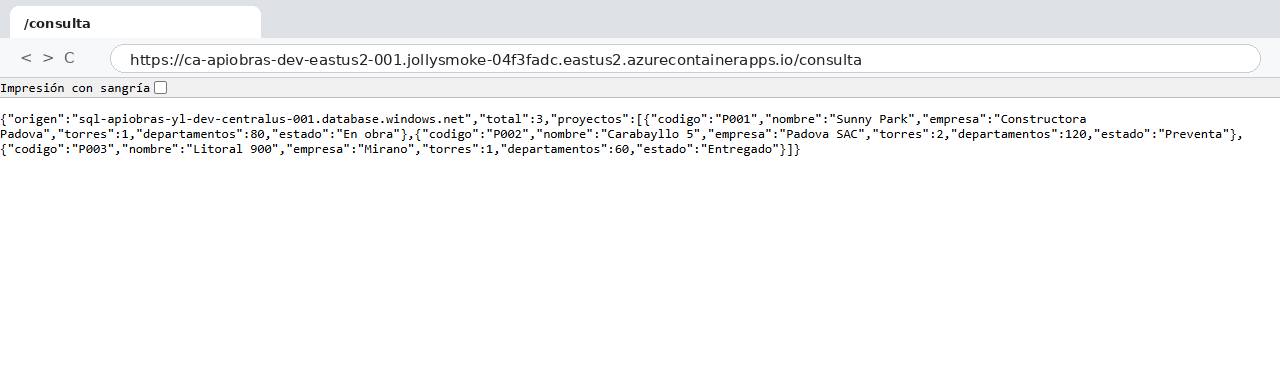 /consulta
< > C https://ca-apiobras-dev-eastus2-001.jollysmoke-04f3fadc.eastus2.azurecontainerapps.io/consulta
Impresión con sangría
{"origen":"sql-apiobras-yl-dev-centralus-001.database.windows.net","total":3,"proyectos":[{"codigo":"P001","nombre":"Sunny Park","empresa":"Constructora
Padova","torres":1,"departamentos":80,"estado":"En obra"},{"codigo":"P002","nombre":"Carabayllo 5","empresa":"Padova SAC","torres":2,"departamentos":120,"estado":"Preventa"},
{"codigo":"P003","nombre":"Litoral 900","empresa":"Mirano","torres":1,"departamentos":60,"estado":"Entregado"}]}